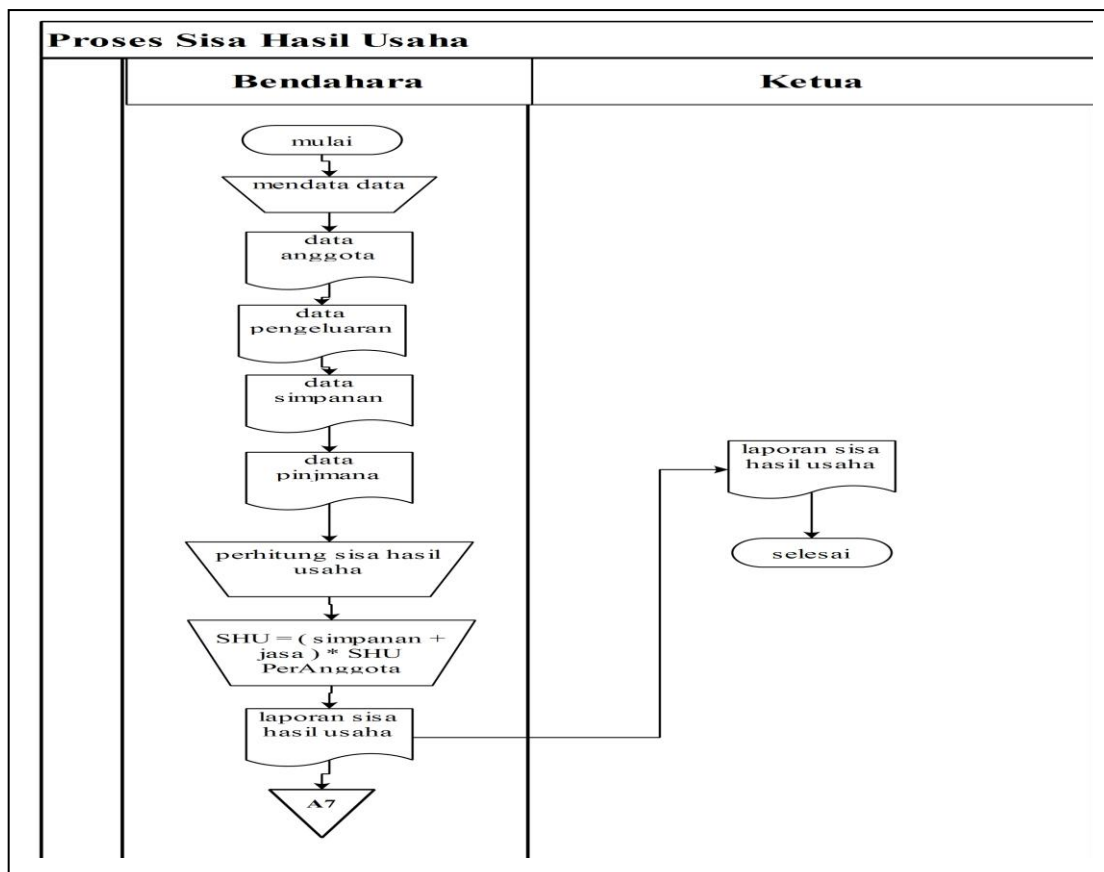 Proses Sisa Hasil Usaha
Bendahara
Ketua
mulai
mendata data
data
anggota
data
pengeluaran
data
simpanan
data
pinjmana
perhitung sisa hasil
usaha
SHU = ( simpanan +
jasa ) * SHU
PerAnggota
laporan sisa
hasil usaha
A7
laporan sisa
hasil usaha
selesai